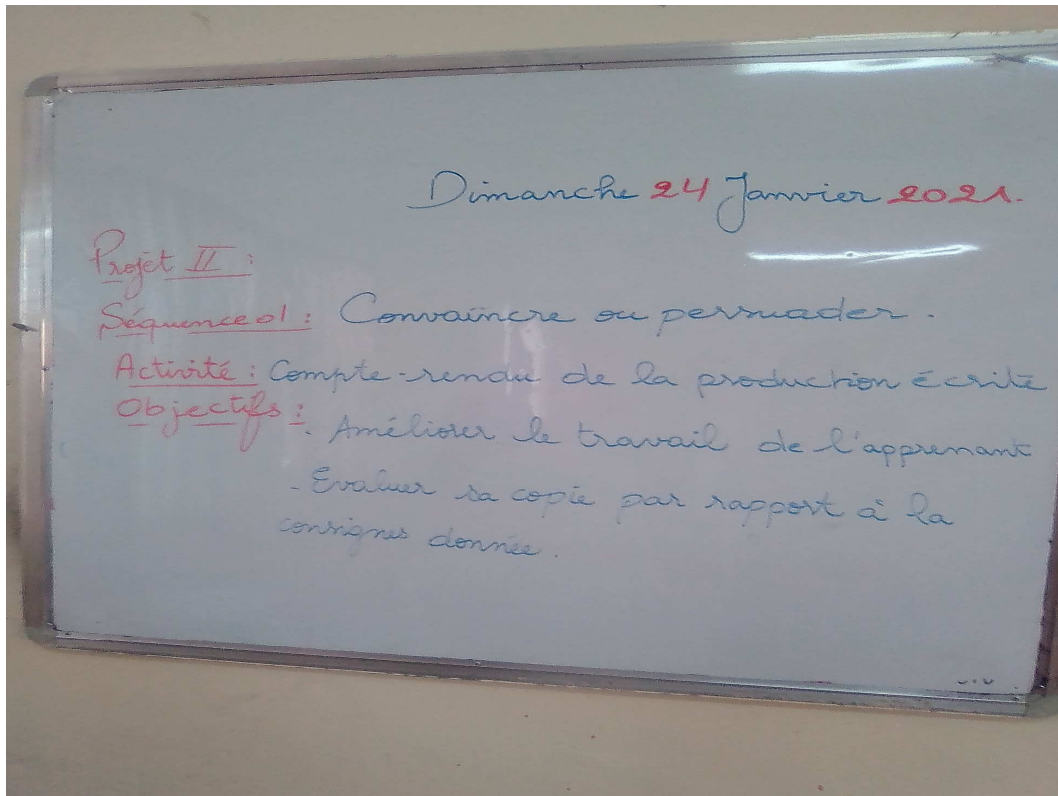 Dimanche 24 Janvier 2021.
Projet II :
Séquence 01 : Convaincre ou persuader.
Activité : Compte-rendu de la production écrite
Objectifs :
. Améliorer le travail de l'apprenant
- Evaluer sa copie par rapport à la
consignes donnée.